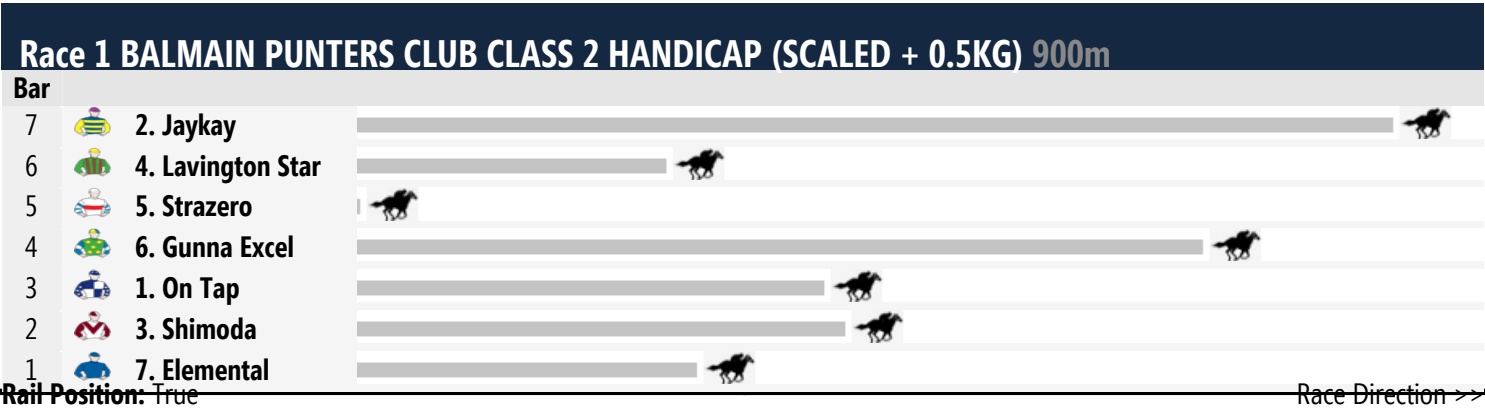 Race 1 BALMAIN PUNTERS CLUB CLASS 2 HANDICAP (SCALED + 0.5KG) 900m
Bar
7 2. Jaykay
6 4. Lavington Star
5 5. Strazero
4 6. Gunna Excel
3 1. On Tap
2 3. Shimoda
1 7. Elemental
Rail Position: True Race Direction >>